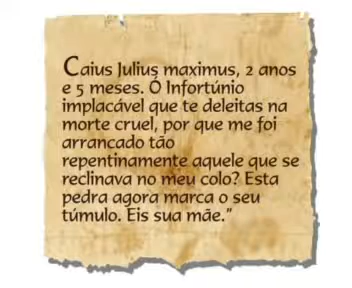 Caius Julius maximus, 2 anos
e 5 meses. Ó Infortúnio
implacável que te deleitas na
morte cruel, por que me foi
arrancado tão
repentinamente aquele que se
reclinava no meu colo? Esta
pedra agora marca o seu
túmulo. Eis sua mãe.”